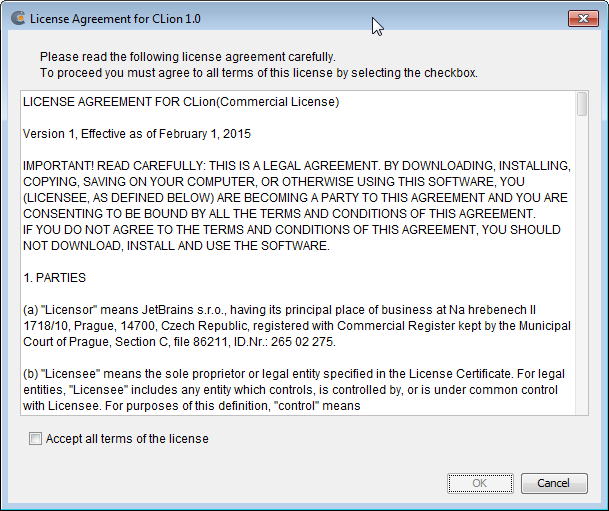 License Agreement for CLion 1.0
Please read the following license agreement carefully.
To proceed you must agree to all terms of this license by selecting the checkbox.
LICENSE AGREEMENT FOR CLion(Commercial License)
Version 1, Effective as of February 1, 2015
IMPORTANT! READ CAREFULLY: THIS IS A LEGAL AGREEMENT. BY DOWNLOADING, INSTALLING,
COPYING, SAVING ON YOUR COMPUTER, OR OTHERWISE USING THIS SOFTWARE, YOU
(LICENSEE, AS DEFINED BELOW) ARE BECOMING A PARTY TO THIS AGREEMENT AND YOU ARE
CONSENTING TO BE BOUND BY ALL THE TERMS AND CONDITIONS OF THIS AGREEMENT.
IF YOU DO NOT AGREE TO THE TERMS AND CONDITIONS OF THIS AGREEMENT, YOU SHOULD
NOT DOWNLOAD, INSTALL AND USE THE SOFTWARE.
1. PARTIES
(a) "Licensor" means JetBrains s.r.o., having its principal place of business at Na hrebenech II
1718/10, Prague, 14700, Czech Republic, registered with Commercial Register kept by the Municipal
Court of Prague, Section C, file 86211, ID.Nr.: 265 02 275.
(b) "Licensee" means the sole proprietor or legal entity specified in the License Certificate. For legal
entities, "Licensee" includes any entity which controls, is controlled by, or is under common control
with Licensee. For purposes of this definition, "control" means
Accept all terms of the license
OK Cancel